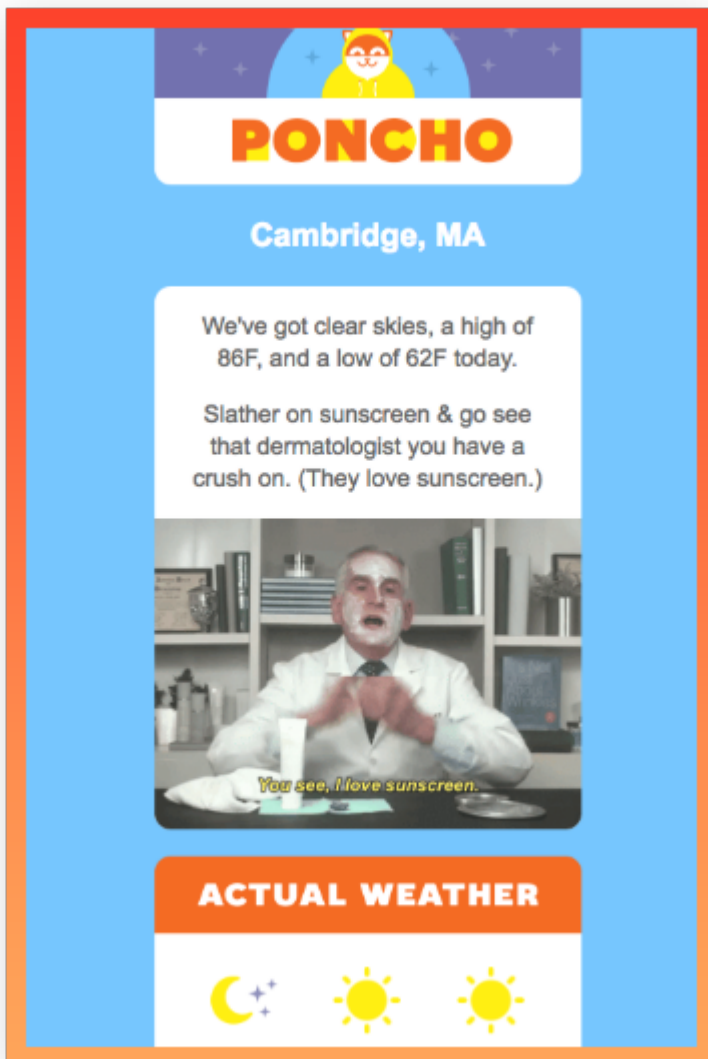 PONCHO
Cambridge, MA
We've got clear skies, a high of
86F, and a low of 62F today.
Slather on sunscreen & go see
that dermatologist you have a
crush on. (They love sunscreen.)
You see, I love sunscreen.
ACTUAL WEATHER